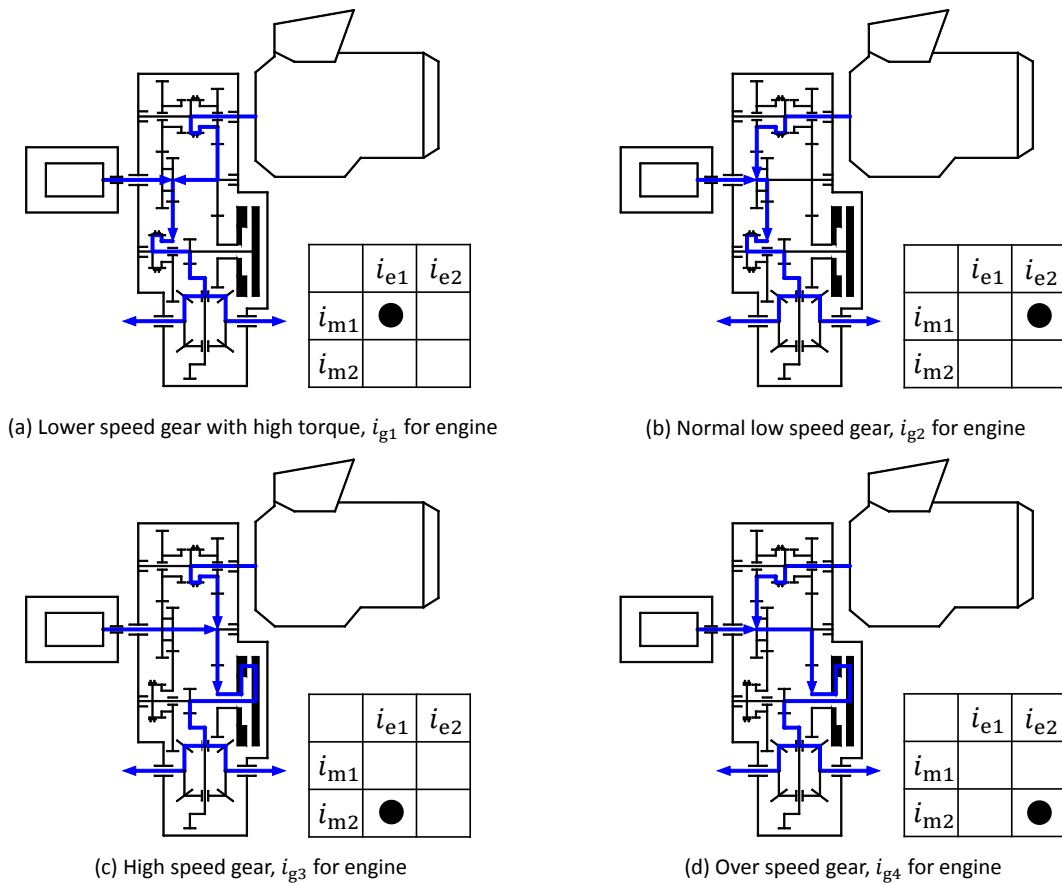 i_e1 i_e2
i_m1
i_m2
i_e1 i_e2
i_m1
i_m2
(a) Lower speed gear with high torque, i_g1 for engine
(b) Normal low speed gear, i_g2 for engine
i_e1 i_e2
i_m1
i_m2
i_e1 i_e2
i_m1
i_m2
(c) High speed gear, i_g3 for engine
(d) Over speed gear, i_g4 for engine